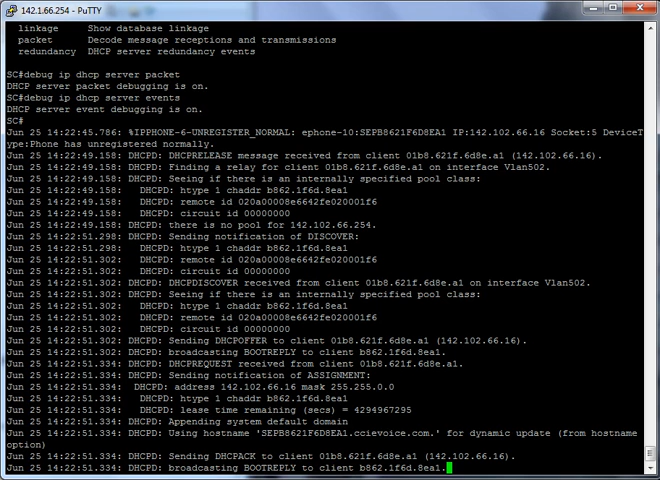 142.1.66.254 - PuTTY
linkage Show database linkage
packet Decode message receptions and transmissions
redundancy DHCP server redundancy events
SC#debug ip dhcp server packet
DHCP server packet debugging is on.
SC#debug ip dhcp server events
DHCP server event debugging is on.
SC#
Jun 25 14:22:45.786: %IPPHONE-6-UNREGISTER_NORMAL: ephone-10:SEPB8621F6D8EA1 IP:142.102.66.16 Socket:5 DeviceT
ype:Phone has unregistered normally.
Jun 25 14:22:49.158: DHCPD: DHCPRELEASE message received from client 01b8.621f.6d8e.a1 (142.102.66.16).
Jun 25 14:22:49.158: DHCPD: Finding a relay for client 01b8.621f.6d8e.a1 on interface Vlan502.
Jun 25 14:22:49.158: DHCPD: Seeing if there is an internally specified pool class:
Jun 25 14:22:49.158: DHCPD: htype 1 chaddr b862.1f6d.8ea1
Jun 25 14:22:49.158: DHCPD: remote id 020a00008e6642fe020001f6
Jun 25 14:22:49.158: DHCPD: circuit id 00000000
Jun 25 14:22:49.158: DHCPD: there is no pool for 142.102.66.254.
Jun 25 14:22:51.298: DHCPD: Sending notification of DISCOVER:
Jun 25 14:22:51.298: DHCPD: htype 1 chaddr b862.1f6d.8ea1
Jun 25 14:22:51.298: DHCPD: remote id 020a00008e6642fe020001f6
Jun 25 14:22:51.298: DHCPD: circuit id 00000000
Jun 25 14:22:51.298: DHCPD: DHCPDISCOVER received from client 01b8.621f.6d8e.a1 on interface Vlan502.
Jun 25 14:22:51.302: DHCPD: Seeing if there is an internally specified pool class:
Jun 25 14:22:51.302: DHCPD: htype 1 chaddr b862.1f6d.8ea1
Jun 25 14:22:51.302: DHCPD: remote id 020a00008e6642fe020001f6
Jun 25 14:22:51.302: DHCPD: circuit id 00000000
Jun 25 14:22:51.302: DHCPD: Sending DHCPOFFER to client 01b8.621f.6d8e.a1 (142.102.66.16).
Jun 25 14:22:51.302: DHCPD: broadcasting BOOTREPLY to client b862.1f6d.8ea1.
Jun 25 14:22:51.334: DHCPD: DHCPREQUEST received from client 01b8.621f.6d8e.a1.
Jun 25 14:22:51.334: DHCPD: Sending notification of ASSIGNMENT:
Jun 25 14:22:51.334: DHCPD: address 142.102.66.16 mask 255.255.0.0
Jun 25 14:22:51.334: DHCPD: htype 1 chaddr b862.1f6d.8ea1
Jun 25 14:22:51.334: DHCPD: lease time remaining (secs) = 4294967295
Jun 25 14:22:51.334: DHCPD: Appending system default domain
Jun 25 14:22:51.334: DHCPD: Using hostname 'SEPB8621F6D8EA1.ccievoice.com.' for dynamic update (from hostname
option)
Jun 25 14:22:51.334: DHCPD: Sending DHCPACK to client 01b8.621f.6d8e.a1 (142.102.66.16).
Jun 25 14:22:51.334: DHCPD: broadcasting BOOTREPLY to client b862.1f6d.8ea1.